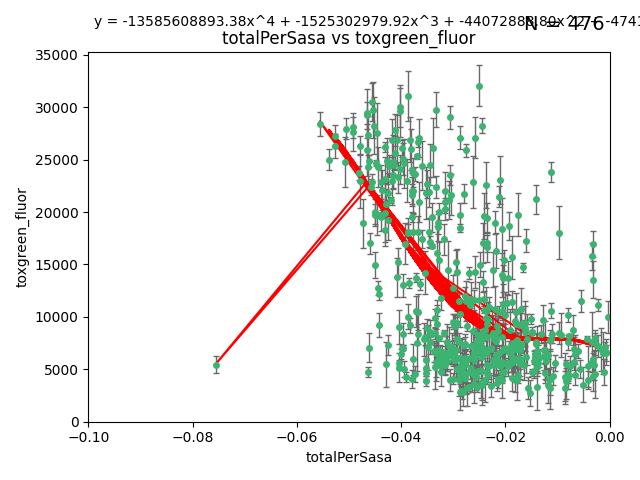 y = -13585608893.38x^4 + -1525302979.92x^3 +
N = 476
totalPerSasa vs toxgreen_fluor
35000
30000
25000
20000
15000
10000
5000
0
toxgreen_fluor
−0.10 −0.08 −0.06 −0.04 −0.02 0.00
totalPerSasa